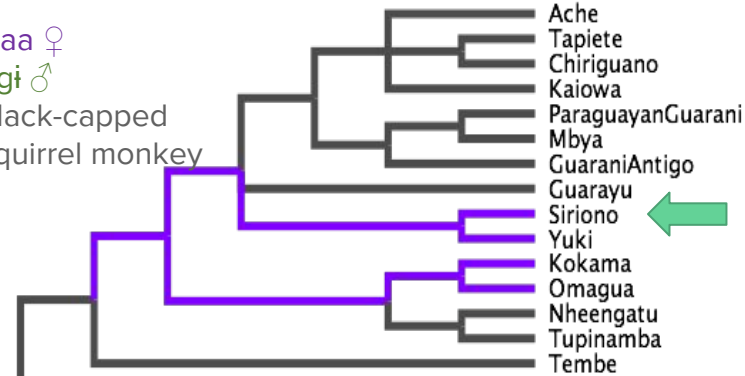 aa ♀
gɨ ♂
lack-capped
quirrel monkey
Ache
Tapiete
Chiriguano
Kaiowa
ParaguayanGuarani
Mbya
GuaraniAntigo
Guarayu
Siriono
Yuki
Kokama
Omagua
Nheengatu
Tupinamba
Tembe